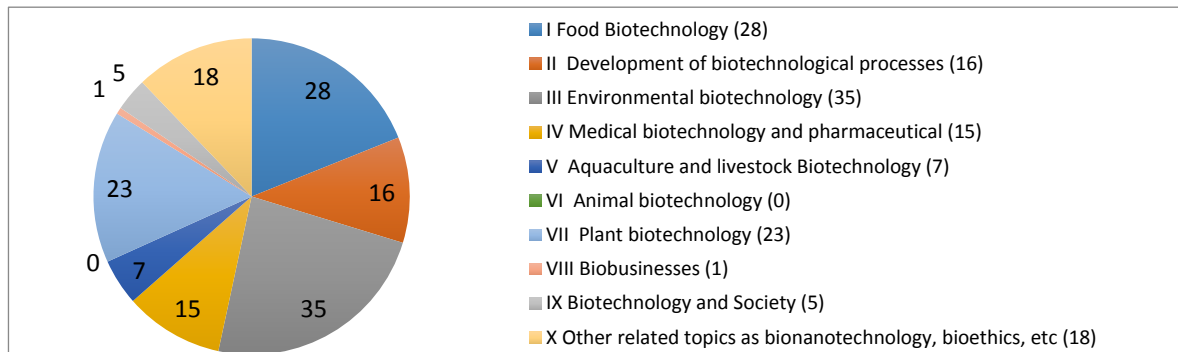 I Food Biotechnology (28)
II Development of biotechnological processes (16)
III Environmental biotechnology (35)
IV Medical biotechnology and pharmaceutical (15)
V Aquaculture and livestock Biotechnology (7)
VI Animal biotechnology (0)
VII Plant biotechnology (23)
VIII Biobusinesses (1)
IX Biotechnology and Society (5)
X Other related topics as bionanotechnology, bioethics, etc (18)
28
16
35
15
7
0
23
1
5
18